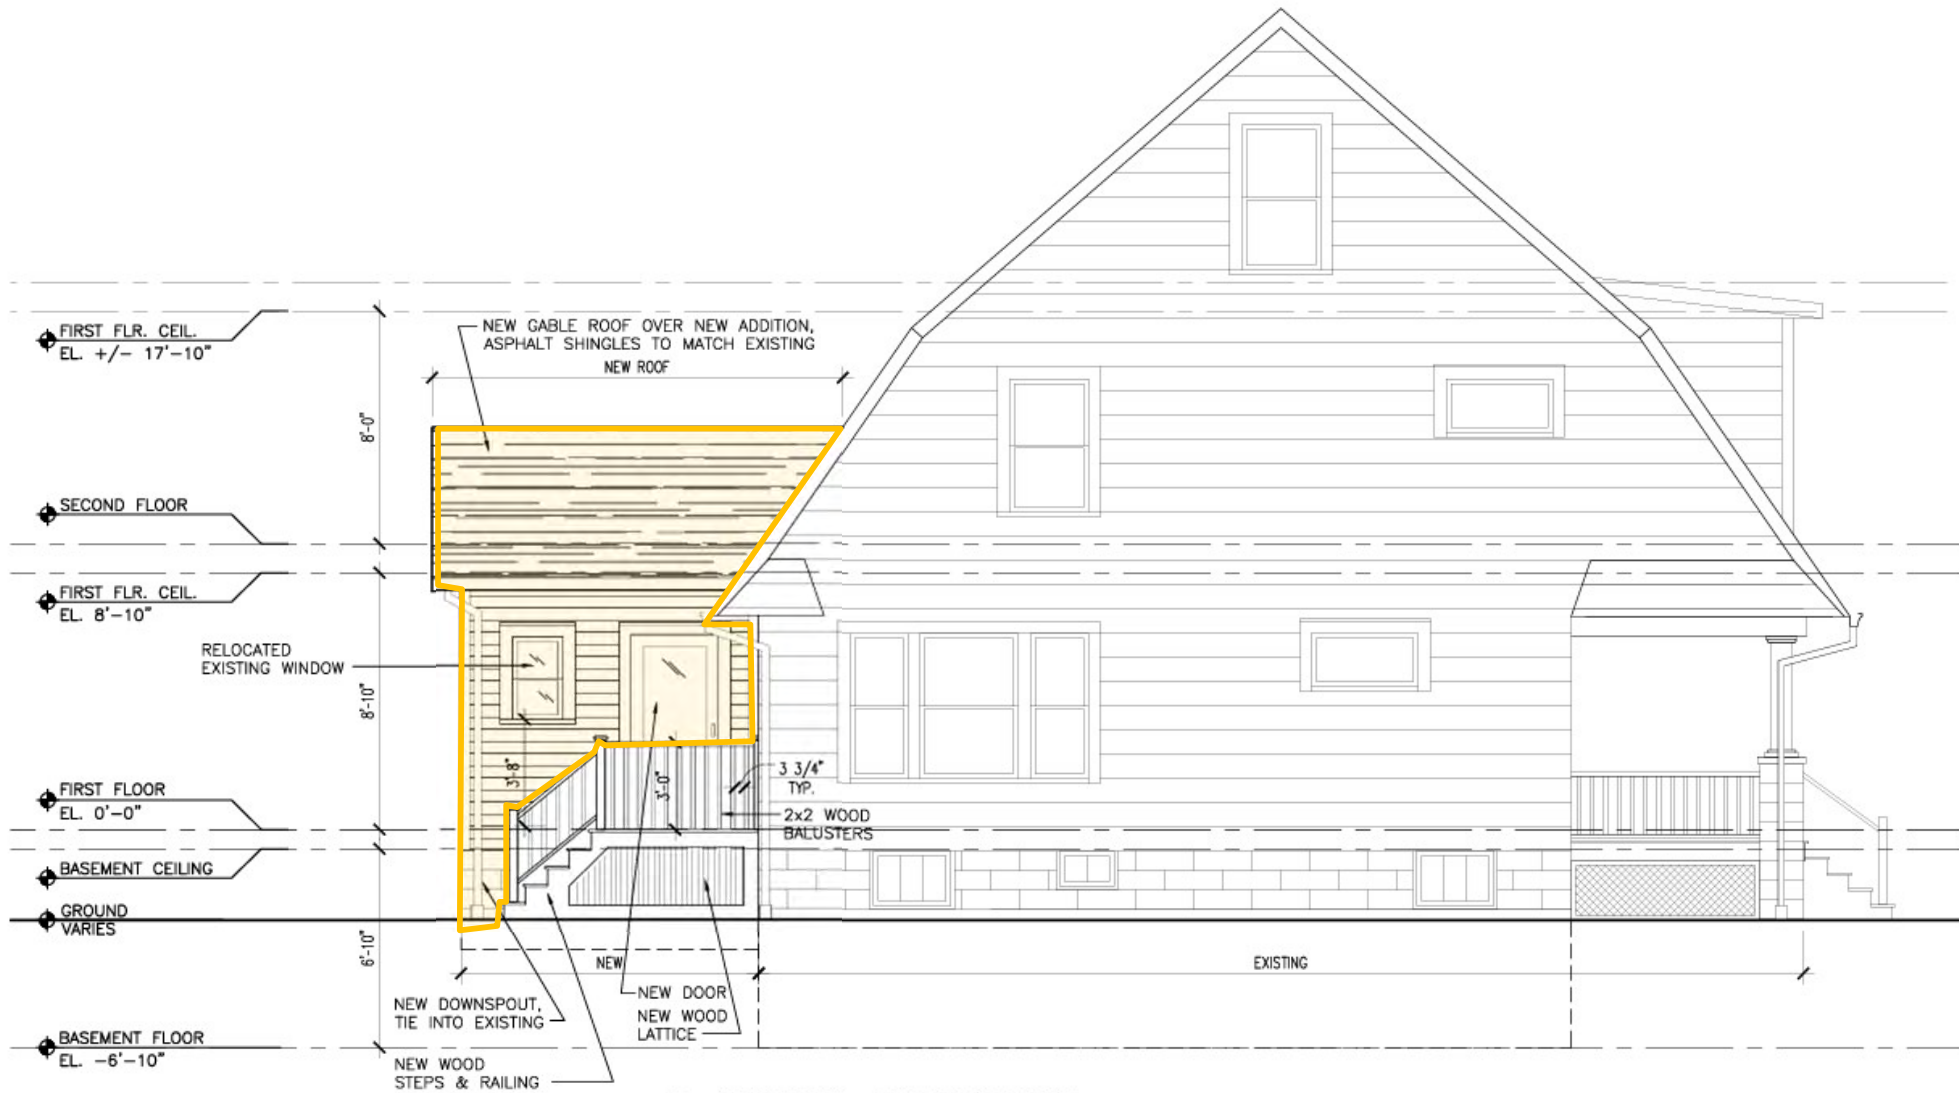 NEW GABLE ROOF OVER NEW ADDITION,
ASPHALT SHINGLES TO MATCH EXISTING
NEW ROOF
FIRST FLR. CEIL.
EL. +/- 17'-10"
8'-0"
SECOND FLOOR
FIRST FLR. CEIL.
EL. 8'-10"
RELOCATED
EXISTING WINDOW
8'-10"
3'-8"
3'-0"
3 3/4"
TYP.
2x2 WOOD
BALUSTERS
FIRST FLOOR
EL. 0'-0"
BASEMENT CEILING
GROUND
VARIES
6'-10"
NEW
EXISTING
NEW DOWNSPOUT,
TIE INTO EXISTING
NEW DOOR
NEW WOOD
LATTICE
BASEMENT FLOOR
EL. -6'-10"
NEW WOOD
STEPS & RAILING